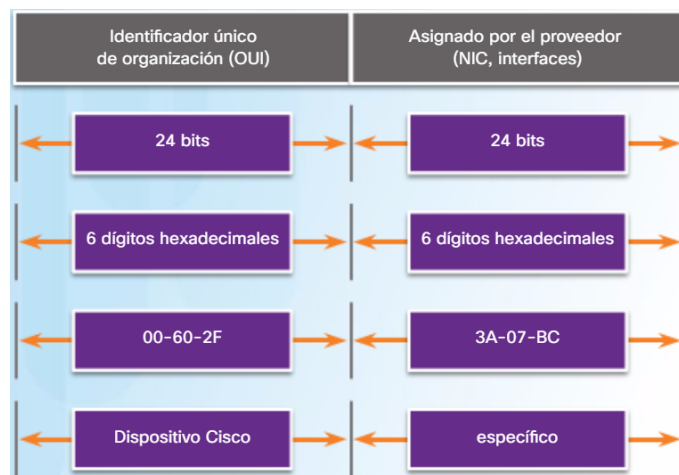 Identificador único
de organización (OUI)
Asignado por el proveedor
(NIC, interfaces)
24 bits
24 bits
6 dígitos hexadecimales
6 dígitos hexadecimales
00-60-2F
3A-07-BC
Dispositivo Cisco
específico